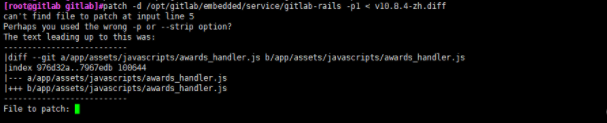 [root@gitlab gitlab]#patch -d /opt/gitlab/embedded/service/gitlab-rails -p1 < v10.8.4-zh.diff
can't find file to patch at input line 5
Perhaps you used the wrong -p or --strip option?
The text leading up to this was:
--------------------------
|diff --git a/app/assets/javascripts/awards_handler.js b/app/assets/javascripts/awards_handler.js
|index 976d32a..7967edb 100644
|--- a/app/assets/javascripts/awards_handler.js
|+++ b/app/assets/javascripts/awards_handler.js
--------------------------
File to patch: